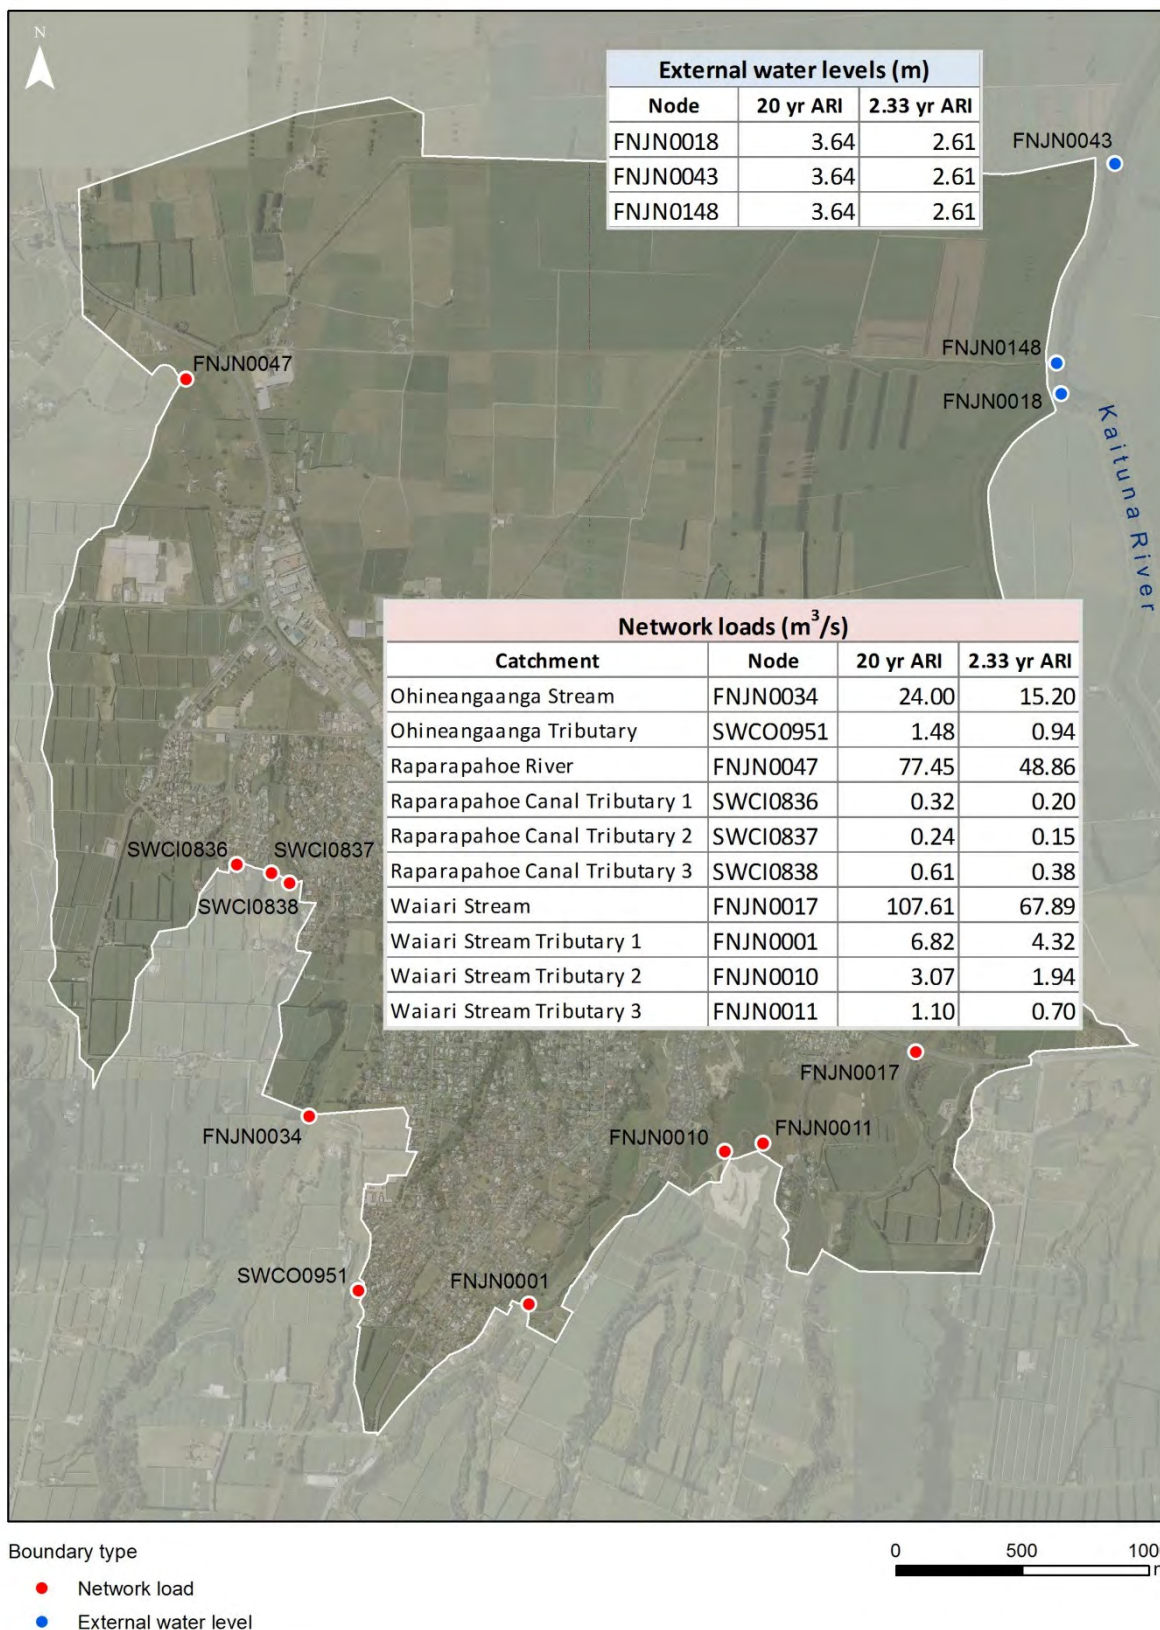 N
External water levels (m)
Node 20 yr ARI 2.33 yr ARI
FNJN0018 3.64 2.61
FNJN0043 3.64 2.61
FNJN0148 3.64 2.61
FNJN0043
FNJN0047
FNJN0148
FNJN0018
Kaituna River
Network loads (m³/s)
Catchment Node 20 yr ARI 2.33 yr ARI
Ohineangaanga Stream FNJN0034 24.00 15.20
Ohineangaanga Tributary SWCO0951 1.48 0.94
Raparapahoe River FNJN0047 77.45 48.86
Raparapahoe Canal Tributary 1 SWCI0836 0.32 0.20
Raparapahoe Canal Tributary 2 SWCI0837 0.24 0.15
Raparapahoe Canal Tributary 3 SWCI0838 0.61 0.38
Waiari Stream FNJN0017 107.61 67.89
Waiari Stream Tributary 1 FNJN0001 6.82 4.32
Waiari Stream Tributary 2 FNJN0010 3.07 1.94
Waiari Stream Tributary 3 FNJN0011 1.10 0.70
SWCI0836
SWCI0837
SWCI0838
FNJN0017
FNJN0034
FNJN0010
FNJN0011
SWCO0951
FNJN0001
Boundary type
Network load
External water level
0 500